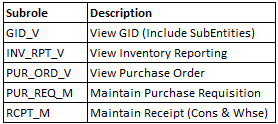 Subrole Description
GID_V View GID (Include SubEntities)
INV_RPT_V View Inventory Reporting
PUR_ORD_V View Purchase Order
PUR_REQ_M Maintain Purchase Requisition
RCPT_M Maintain Receipt (Cons & Whse)